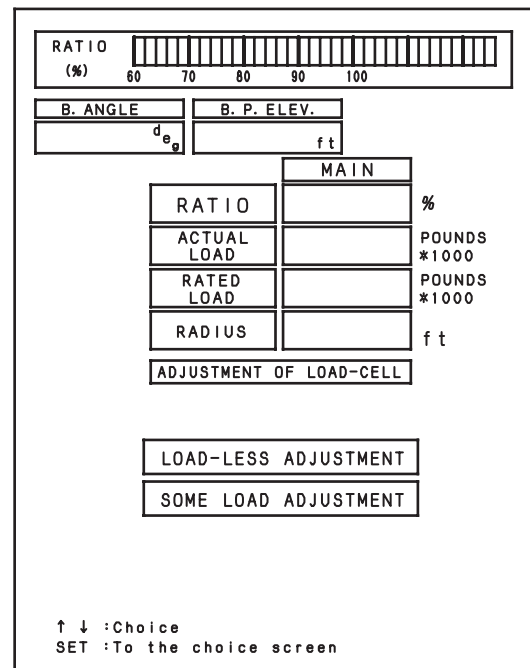 RATIO
(%)
60 70 80 90 100
B. ANGLE B. P. ELEV.
deg ft
MAIN
RATIO %
ACTUAL LOAD POUNDS *1000
RATED LOAD POUNDS *1000
RADIUS ft
ADJUSTMENT OF LOAD-CELL
LOAD-LESS ADJUSTMENT
SOME LOAD ADJUSTMENT
↑ ↓ :Choice
SET :To the choice screen